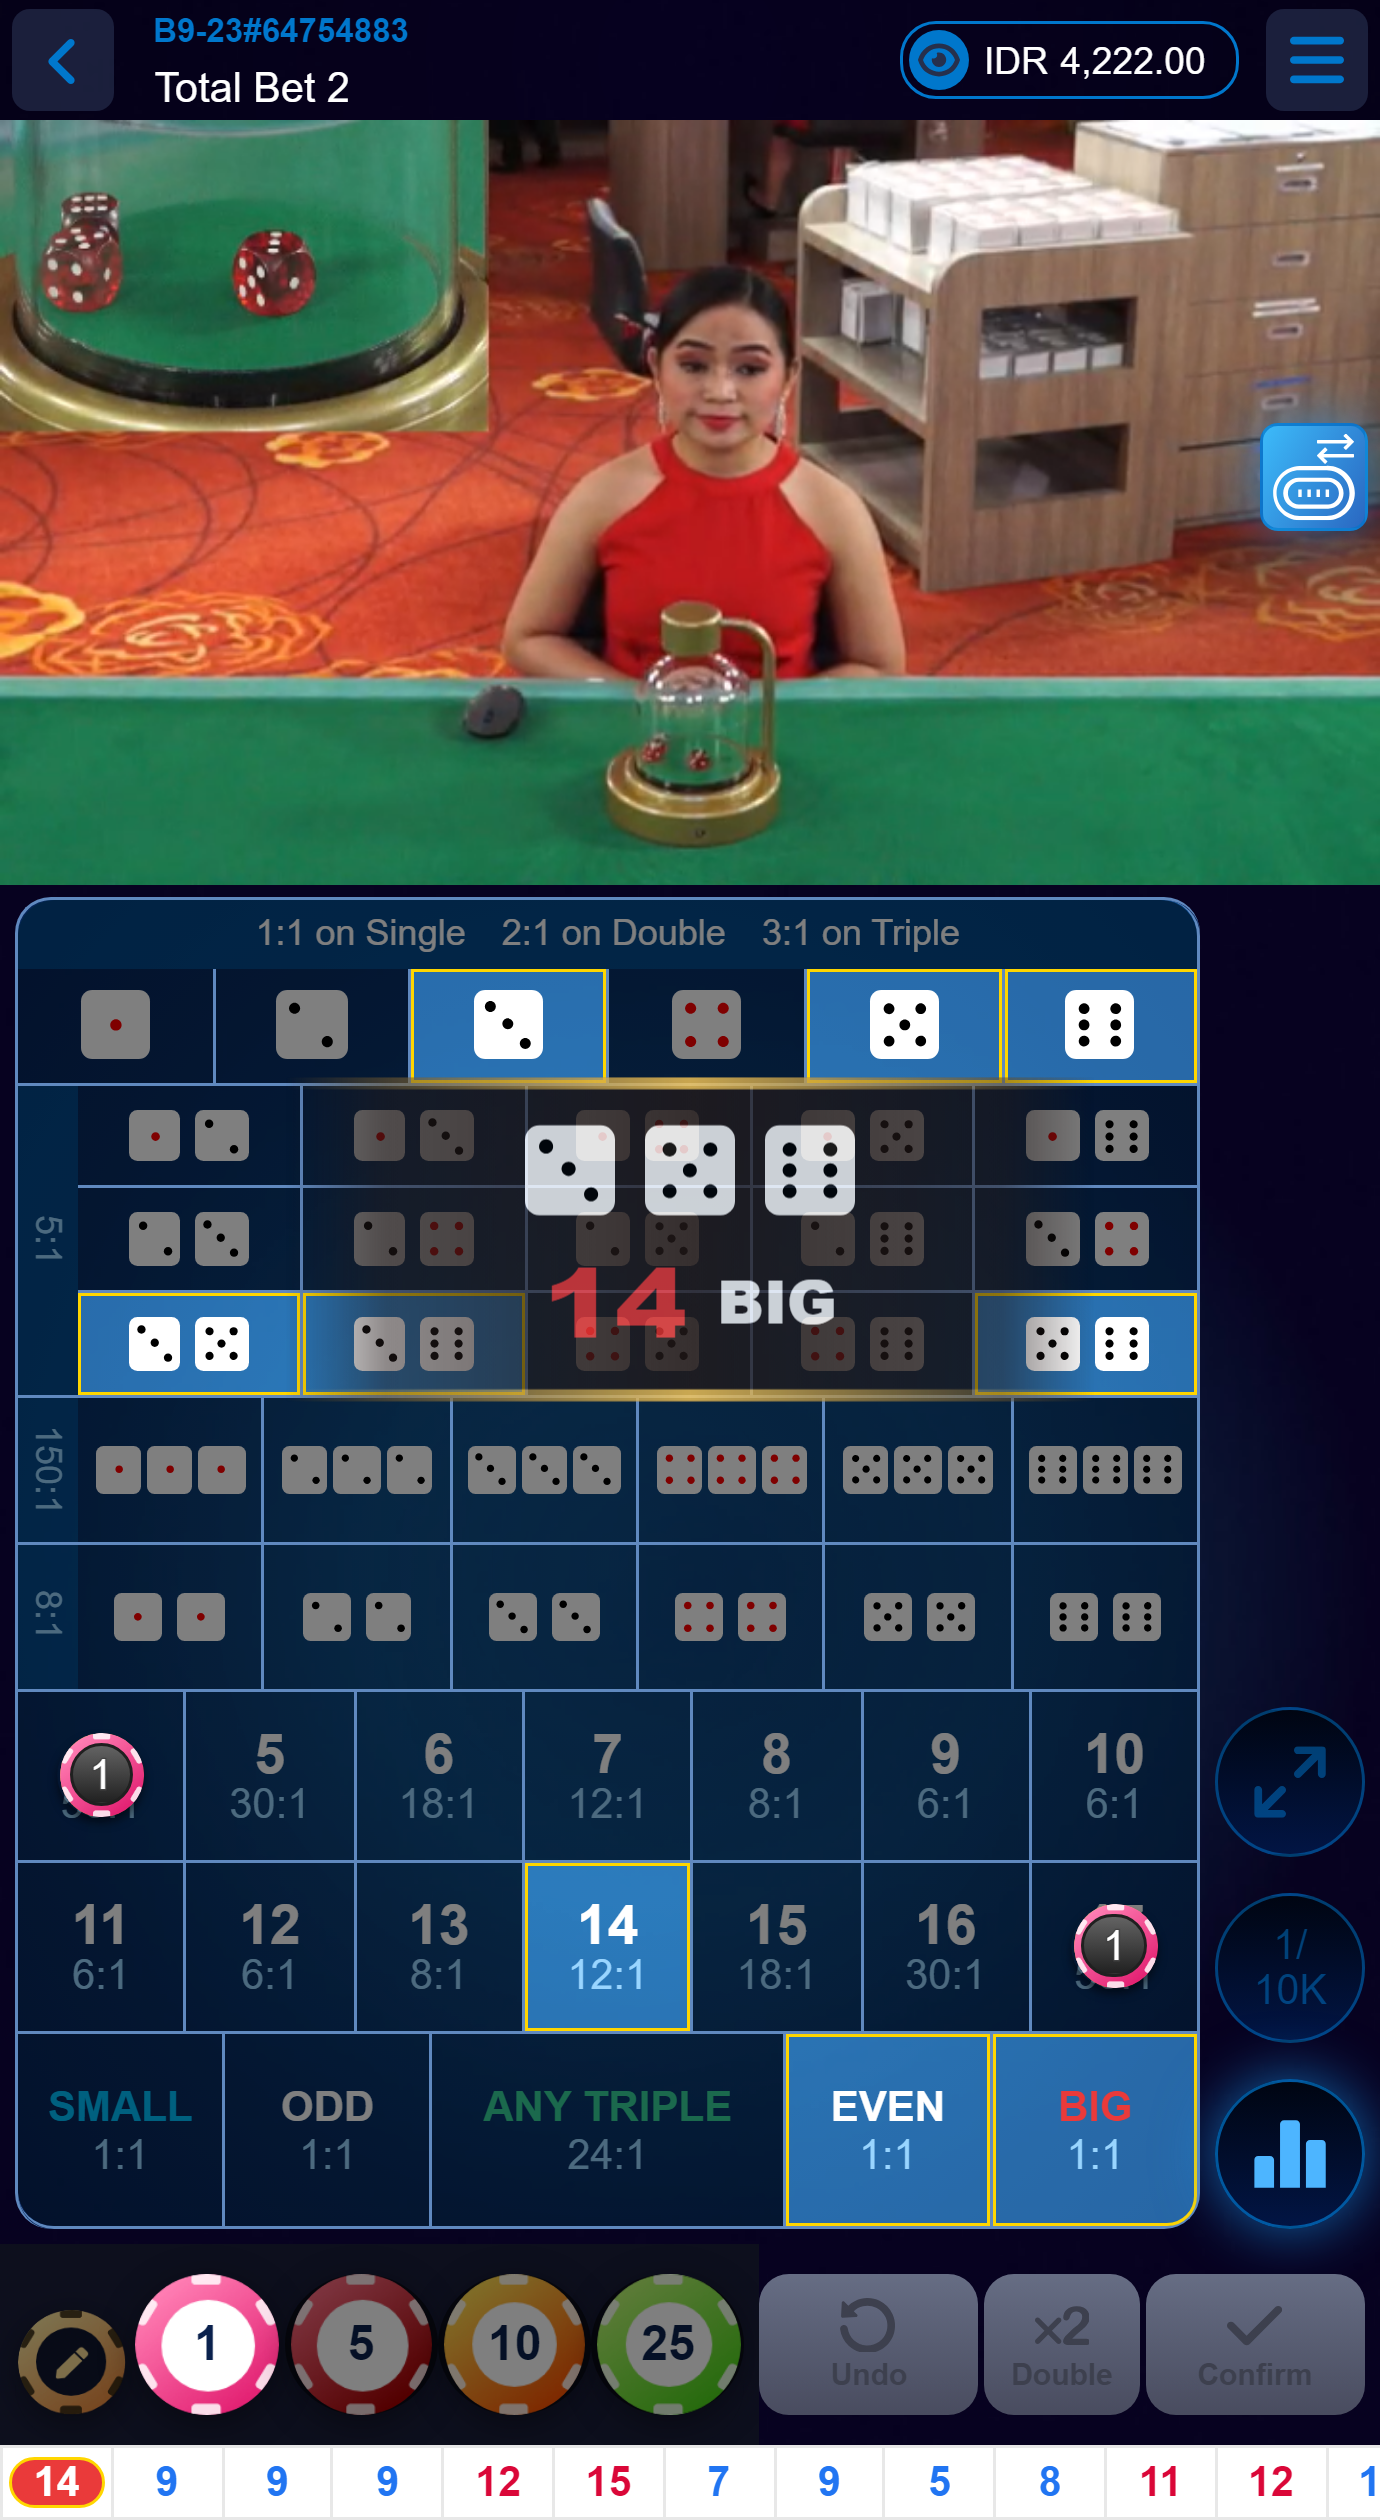 B9-23#64754883
Total Bet 2
IDR 4,222.00
1:1 on Single 2:1 on Double 3:1 on Triple
5:1
14 BIG
150:1
8:1
1
5 6 7 8 9 10
30:1 18:1 12:1 8:1 6:1 6:1
11 12 13 14 15 16
1
6:1 6:1 8:1 12:1 18:1 30:1
1/
10K
SMALL ODD ANY TRIPLE EVEN BIG
1:1 1:1 24:1 1:1 1:1
1 5 10 25
x2
Undo Double Confirm
14 9 9 9 12 15 7 9 5 8 11 12